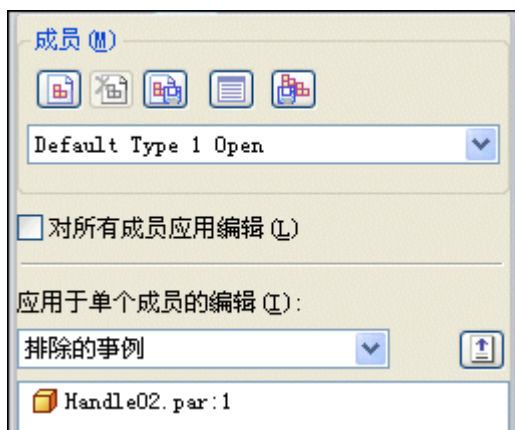 成员(M)
Default Type 1 Open
对所有成员应用编辑(L)
应用于单个成员的编辑(I):
排除的事例
Handle02.par:1